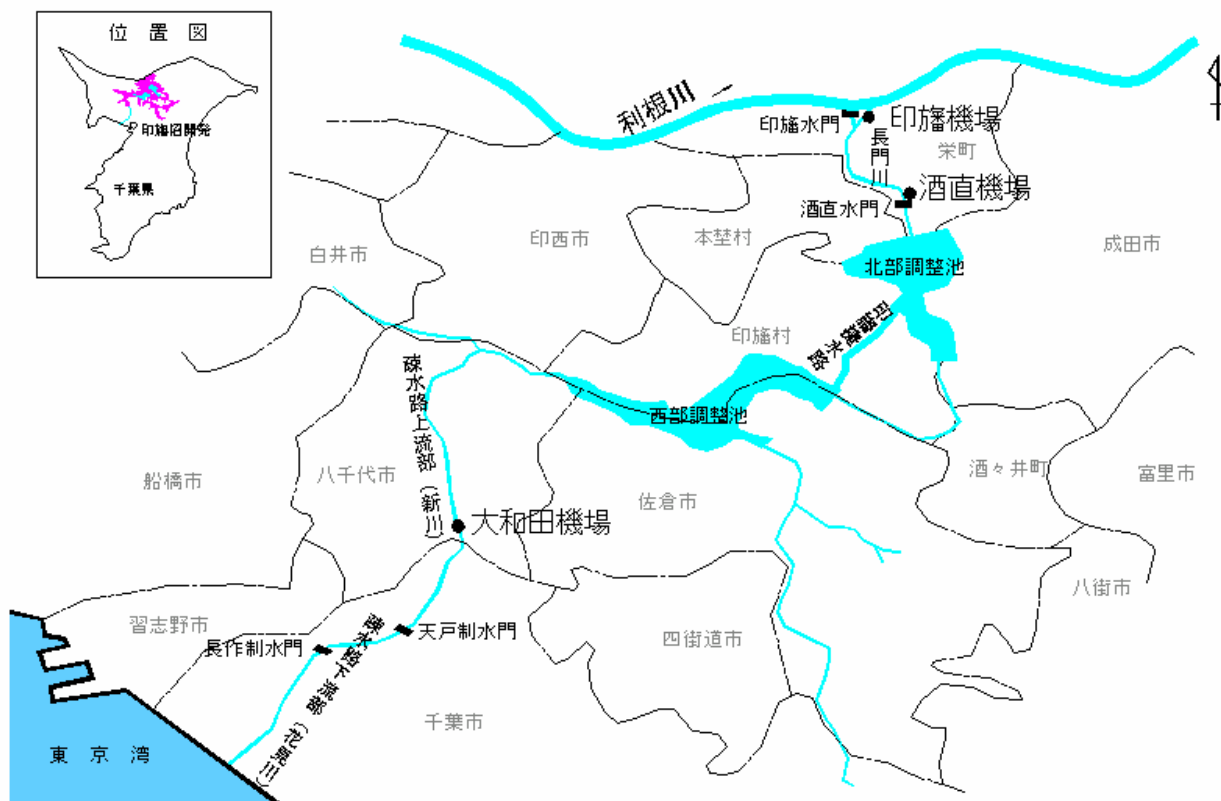 位置図
印旛沼開発
千葉県
利根川
印旛水門
印旛機場
長門川
栄町
酒直機場
酒直水門
本埜村
印西市
白井市
成田市
北部調整池
印旛捷水路
印旛村
疎水路上流部(新川)
西部調整池
船橋市
八千代市
佐倉市
酒々井町
富里市
大和田機場
八街市
習志野市
天戸制水門
四街道市
長作制水門
疎水路下流部(花見川)
千葉市
東京湾